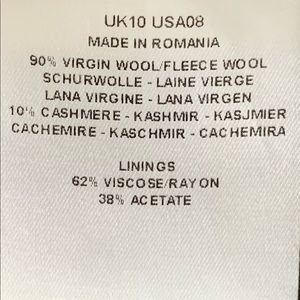 UK10 USA08
MADE IN ROMANIA
90% VIRGIN WOOL/FLEECE WOOL
SCHURWOLLE - LAINE VIERGE
LANA VIRGINE - LANA VIRGEN
10% CASHMERE - KASHMIR - KASJMIER
CACHEMIRE - KASCHMIR - CACHEMIRA
LININGS
62% VISCOSE/RAYON
38% ACETATE